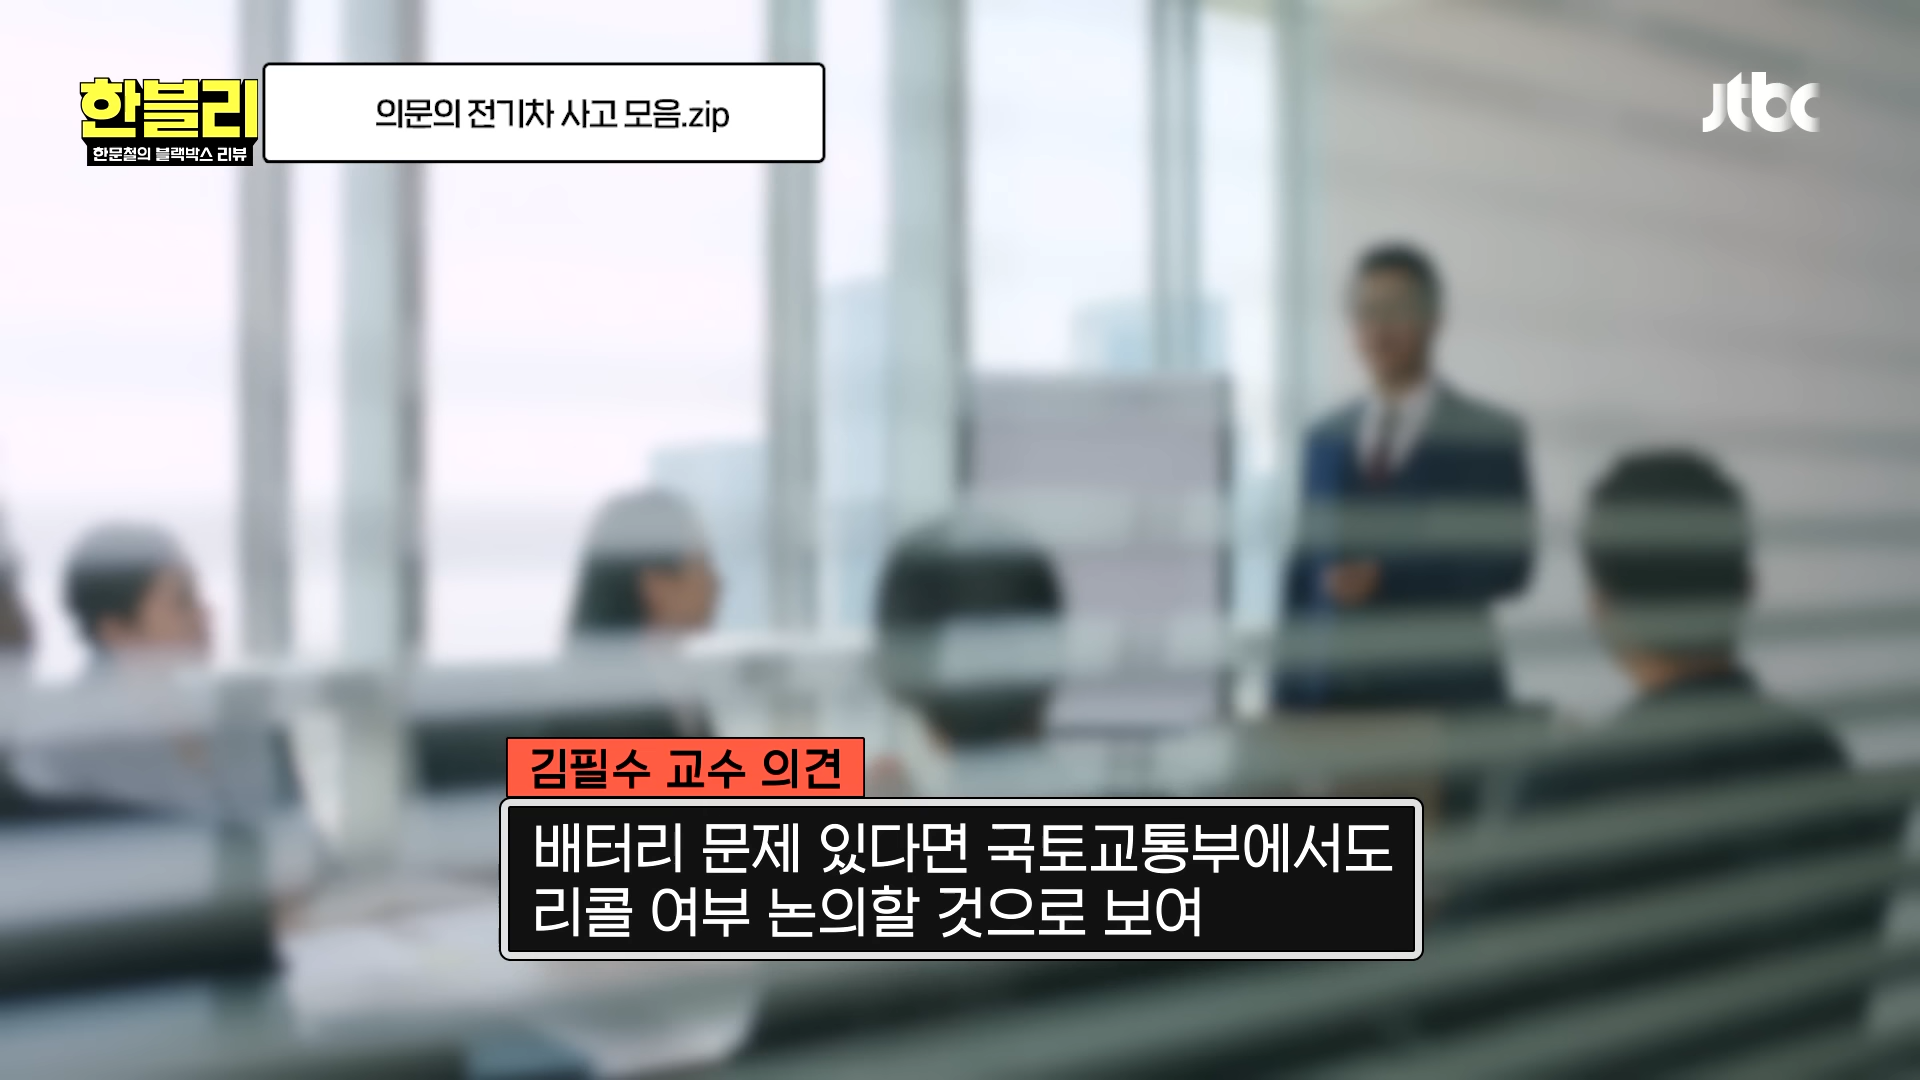 한블리
한문철의 블랙박스 리뷰
의문의 전기차 사고 모음.zip
jtbc
김필수 교수 의견
배터리 문제 있다면 국토교통부에서도
리콜 여부 논의할 것으로 보여